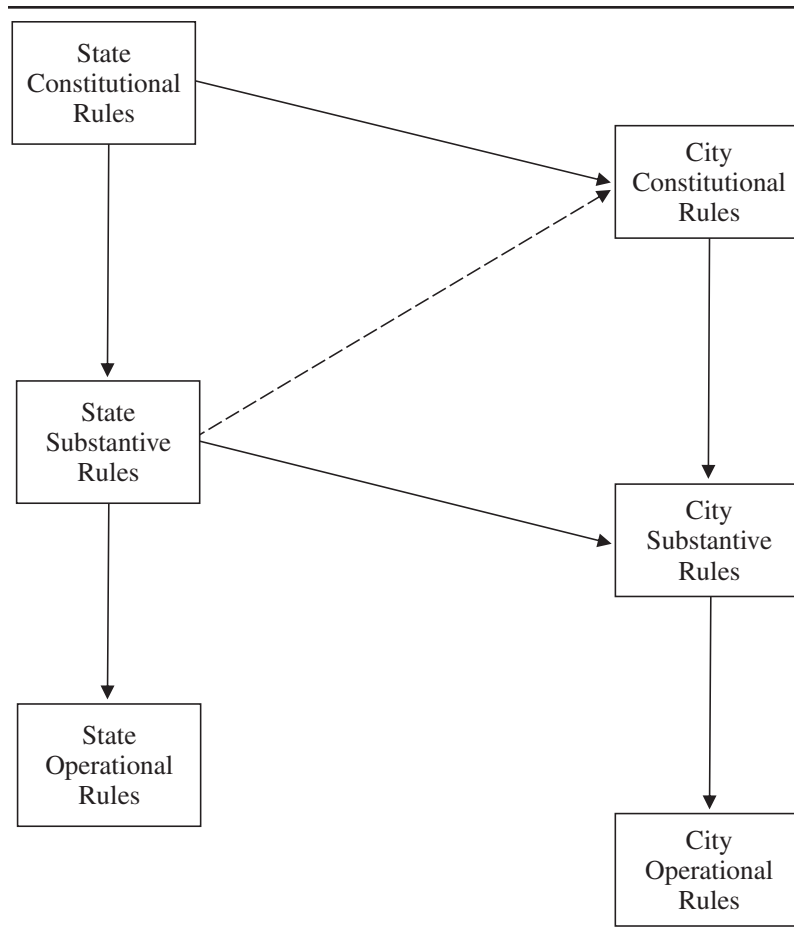 State
Constitutional
Rules
City
Constitutional
Rules
State
Substantive
Rules
City
Substantive
Rules
State
Operational
Rules
City
Operational
Rules